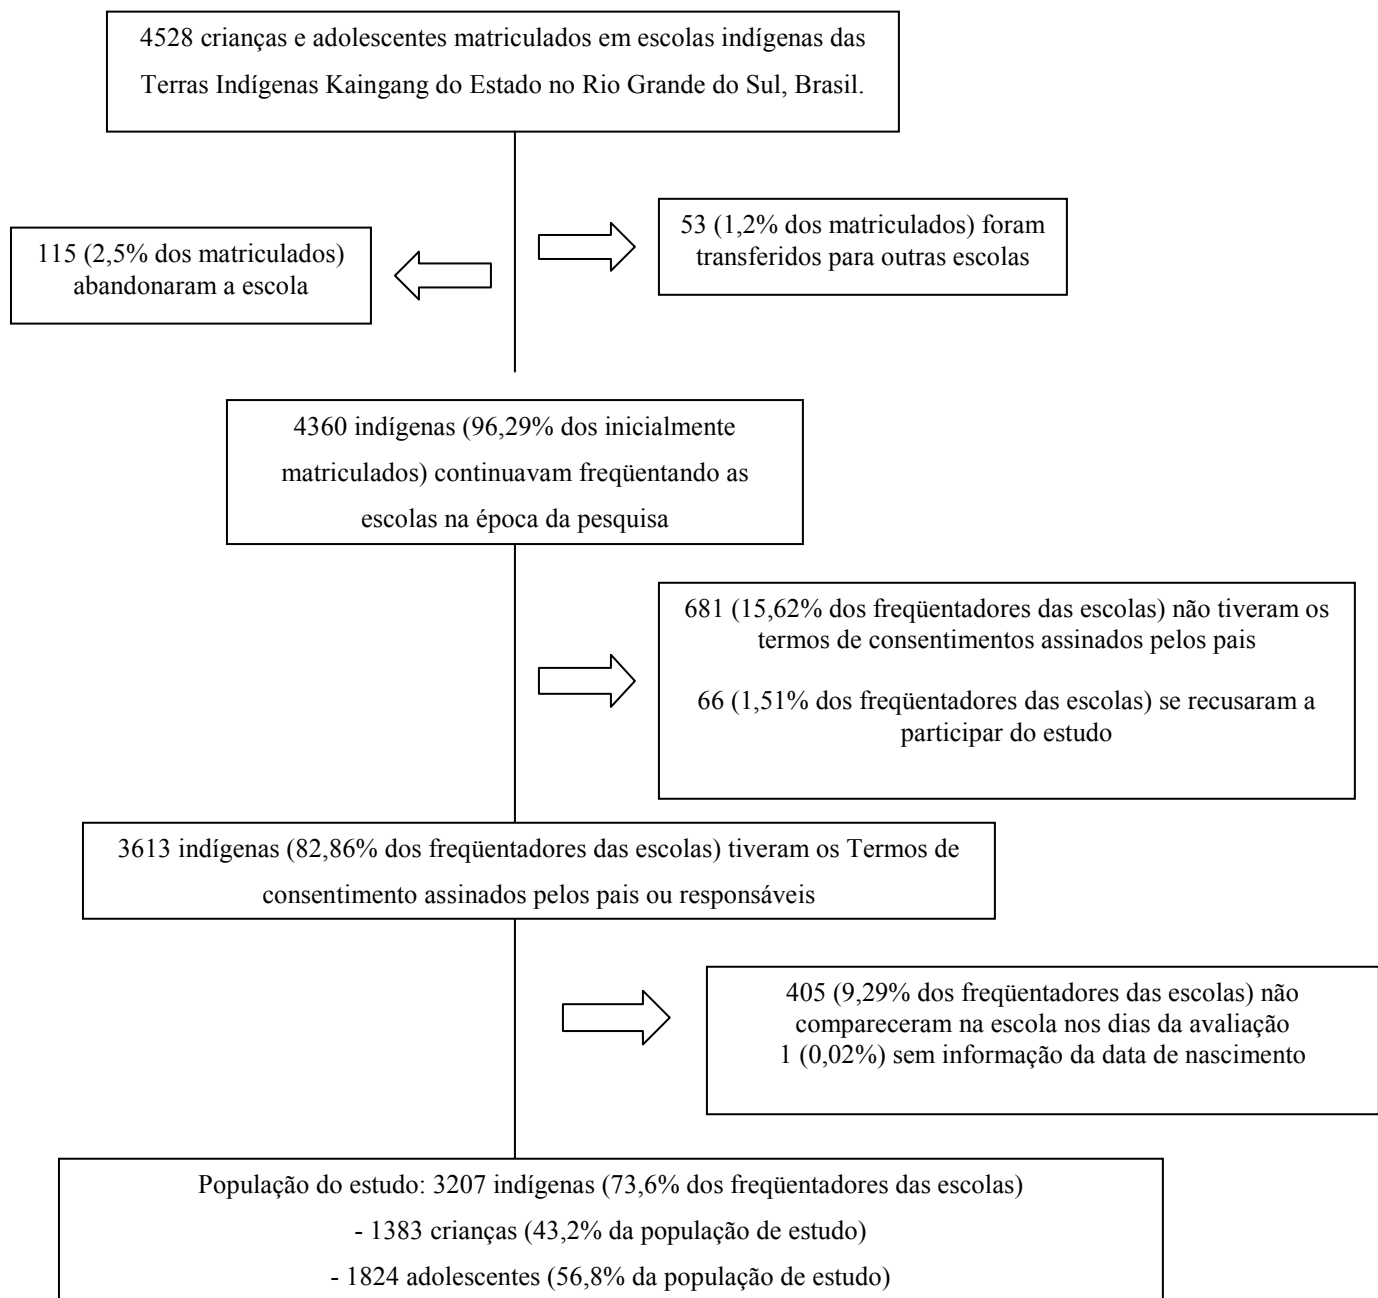 4528 crianças e adolescentes matriculados em escolas indígenas das
Terras Indígenas Kaingang do Estado no Rio Grande do Sul, Brasil.
53 (1,2% dos matriculados) foram
transferidos para outras escolas
115 (2,5% dos matriculados)
abandonaram a escola
4360 indígenas (96,29% dos inicialmente
matriculados) continuavam freqüentando as
escolas na época da pesquisa
681 (15,62% dos freqüentadores das escolas) não tiveram os
termos de consentimentos assinados pelos pais
66 (1,51% dos freqüentadores das escolas) se recusaram a
participar do estudo
3613 indígenas (82,86% dos freqüentadores das escolas) tiveram os Termos de
consentimento assinados pelos pais ou responsáveis
405 (9,29% dos freqüentadores das escolas) não
compareceram na escola nos dias da avaliação
1 (0,02%) sem informação da data de nascimento
População do estudo: 3207 indígenas (73,6% dos freqüentadores das escolas)
- 1383 crianças (43,2% da população de estudo)
- 1824 adolescentes (56,8% da população de estudo)